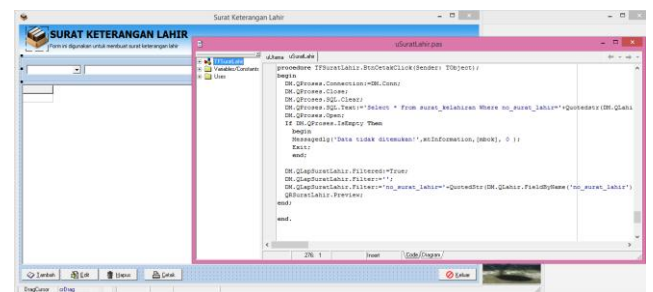 Surat Keterangan Lahir
SURAT KETERANGAN LAHIR
Form ini digunakan untuk membuat surat keterangan lahir
uSuratLahir.pas
uUtama uSuratLahir
TFSuratLahir
Variables/Constants
Uses
procedure TFSuratLahir.BtnCetakClick(Sender: TObject);
begin
DM.QProses.Connection:=DM.Conn;
DM.QProses.Close;
DM.QProses.SQL.Clear;
DM.QProses.SQL.Text:='Select * From surat_kelahiran Where no_surat_lahir='+Quotedstr(DM.QLahi
DM.QProses.Open;
If DM.QProses.IsEmpty Then
begin
Messagedlg('Data tidak ditemukan!',mtInformation,[mbok], 0 );
Exit;
end;
DM.QLapSuratLahir.Filtered:=True;
DM.QLapSuratLahir.Filter:='';
DM.QLapSuratLahir.Filter:='no_surat_lahir='+QuotedStr(DM.QLahir.FieldByName('no_surat_lahir')
QRSuratLahir.Preview;
end;
end.
276: 1 Insert Code/Diagram
Tambah Edit Hapus Cetak Keluar
DragCursor crDrag